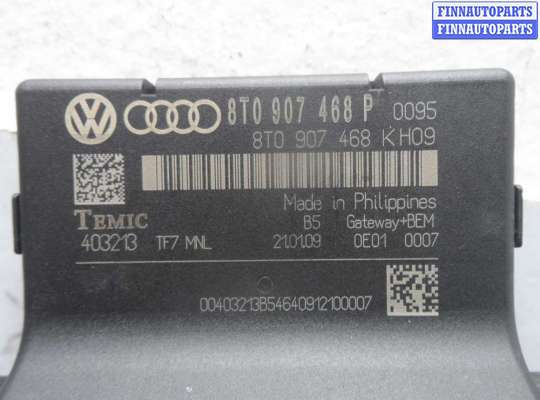 FINNAUTOPARTS
FINNAUTOPARTS
8T0 907 468 P 0095
8T0 907 468 K H09
Made in Philippines
TEMIC B5 Gateway+BEM
403213 TF7 MNL 21.01.09 0E01 0007
00403213B54640912100007